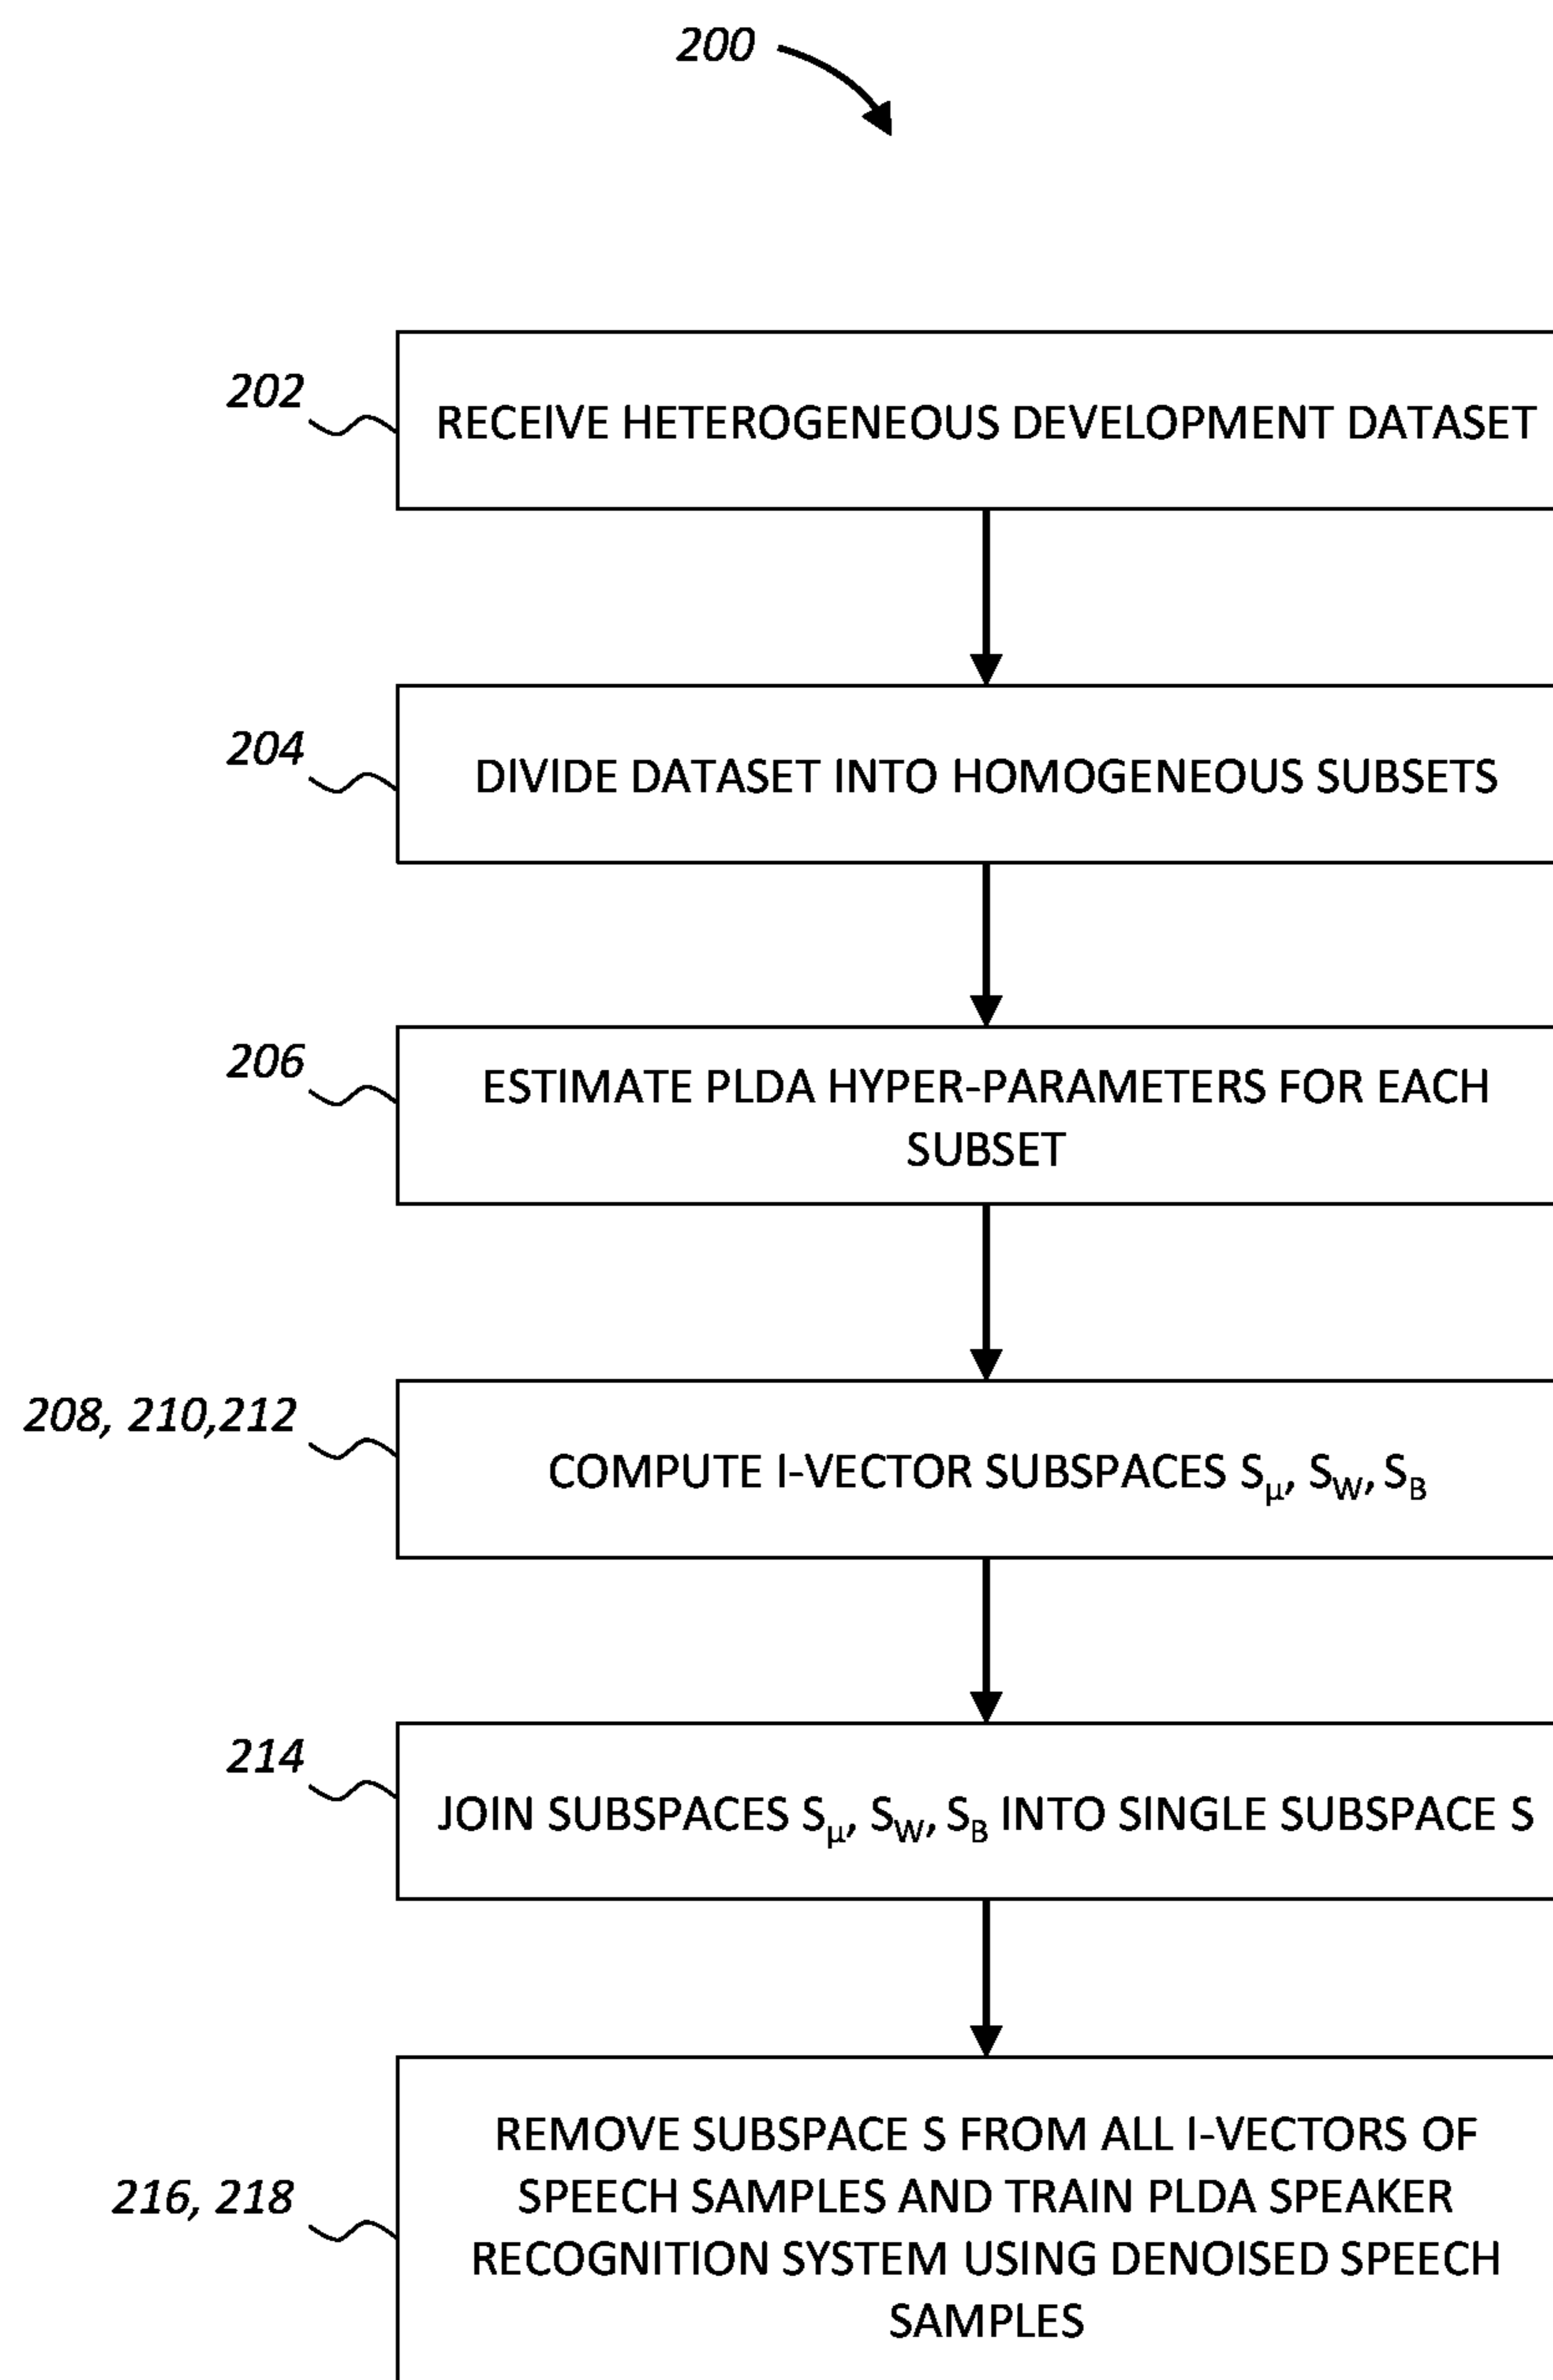 200
202
RECEIVE HETEROGENEOUS DEVELOPMENT DATASET
204
DIVIDE DATASET INTO HOMOGENEOUS SUBSETS
206
ESTIMATE PLDA HYPER-PARAMETERS FOR EACH
SUBSET
208, 210,212
COMPUTE I-VECTOR SUBSPACES Sμ, SW, SB
214
JOIN SUBSPACES Sμ, SW, SB INTO SINGLE SUBSPACE S
216, 218
REMOVE SUBSPACE S FROM ALL I-VECTORS OF
SPEECH SAMPLES AND TRAIN PLDA SPEAKER
RECOGNITION SYSTEM USING DENOISED SPEECH
SAMPLES